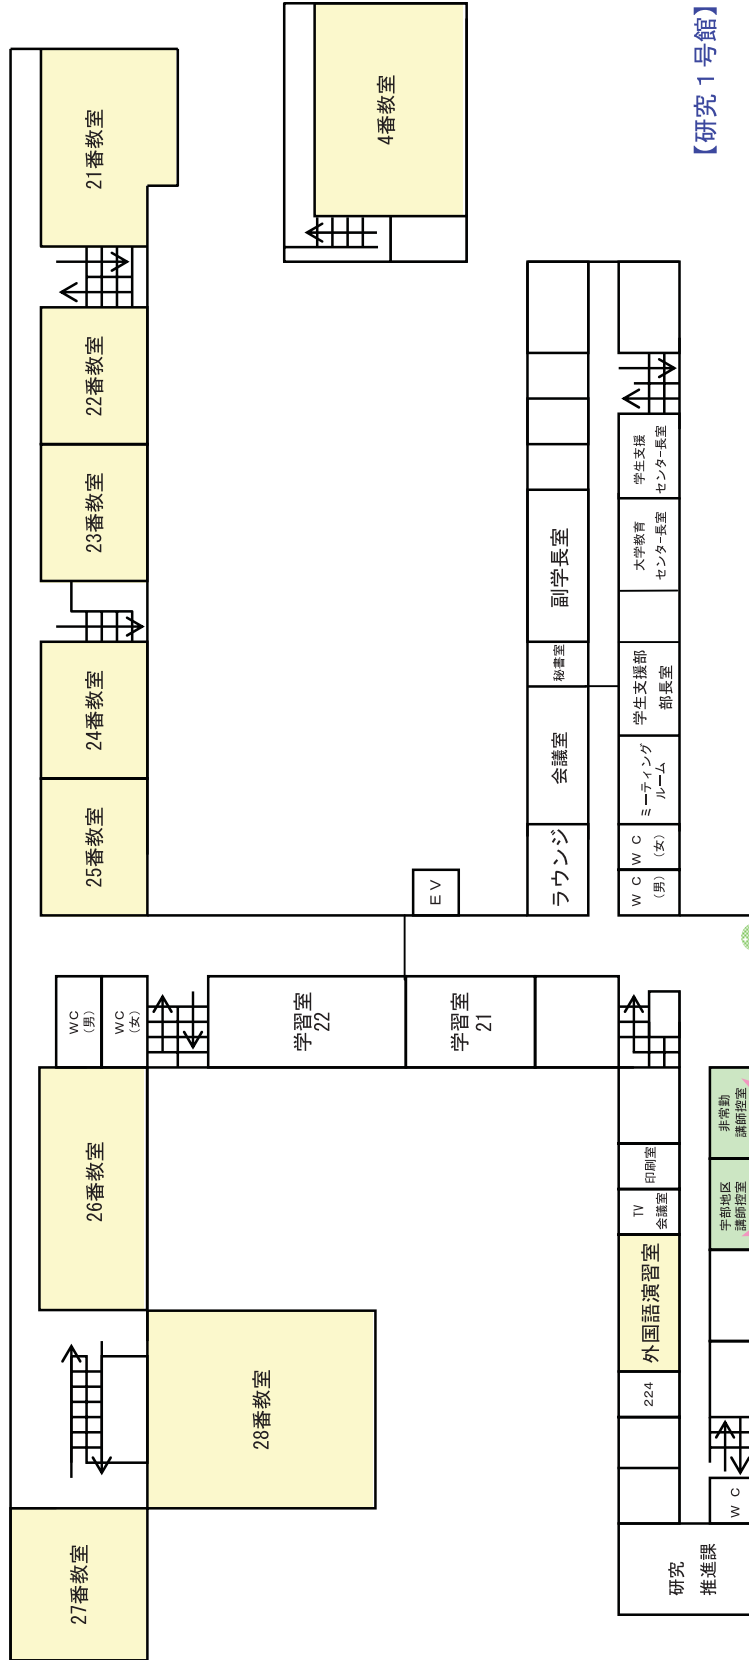 【研究１号館】
4番教室
21番教室
22番教室
23番教室
24番教室
25番教室
学生支援
センター長室
大学教育
センター長室
副学長室
秘書室
学生支援部
部長室
会議室
ミーティング
ルーム
ラウンジ
ＷＣ
（女）
ＷＣ
（男）
ＥＶ
ＷＣ
（男）
ＷＣ
（女）
学習室
22
学習室
21
26番教室
非常勤
講師控室
印刷室
宇部地区
講師控室
TV
会議室
外国語演習室
28番教室
224
ＷＣ
27番教室
研究
推進課